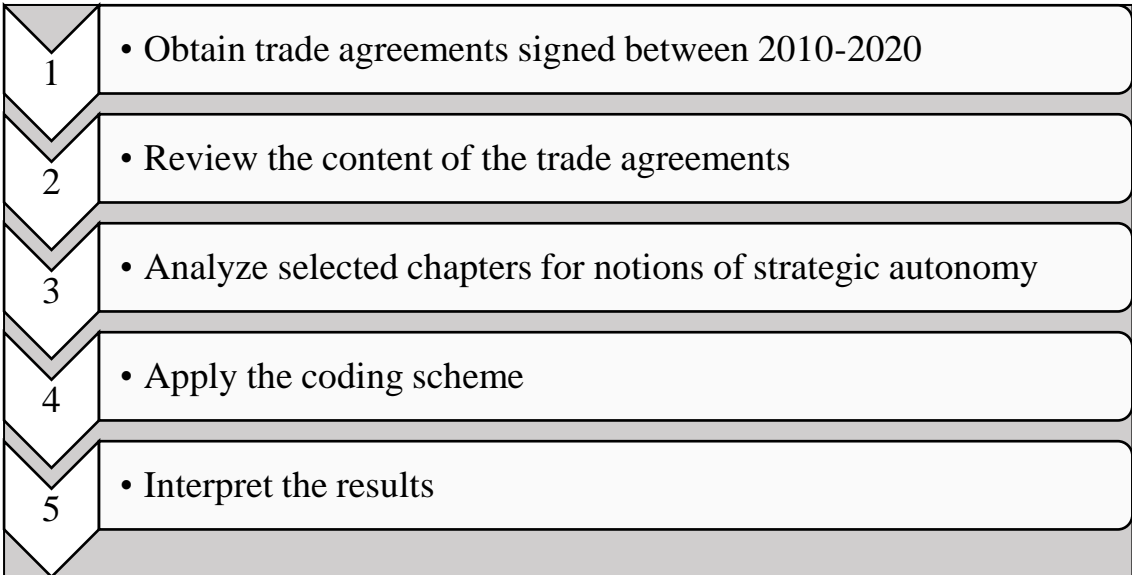 1
• Obtain trade agreements signed between 2010-2020
2
• Review the content of the trade agreements
3
• Analyze selected chapters for notions of strategic autonomy
4
• Apply the coding scheme
5
• Interpret the results